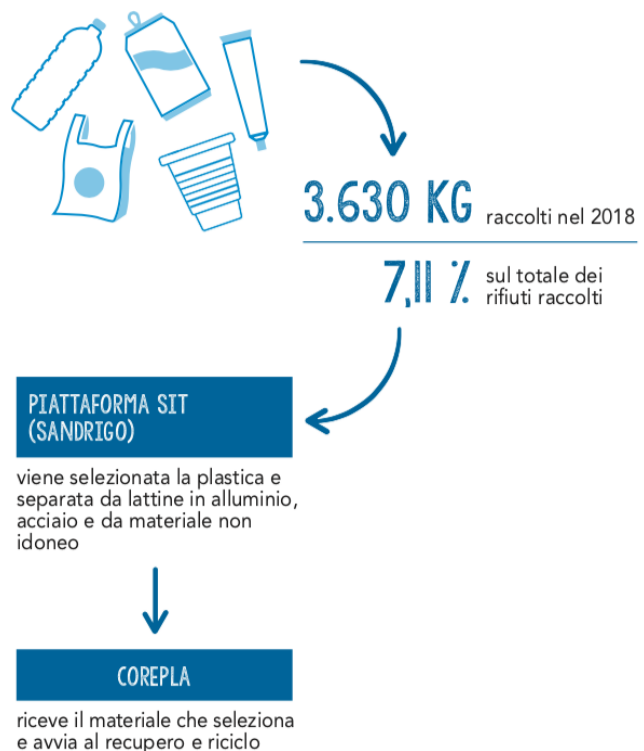 3.630 KG raccolti nel 2018
7,11 % sul totale dei
rifiuti raccolti
PIATTAFORMA SIT
(SANDRIGO)
viene selezionata la plastica e
separata da lattine in alluminio,
acciaio e da materiale non
idoneo
COREPLA
riceve il materiale che seleziona
e avvia al recupero e riciclo